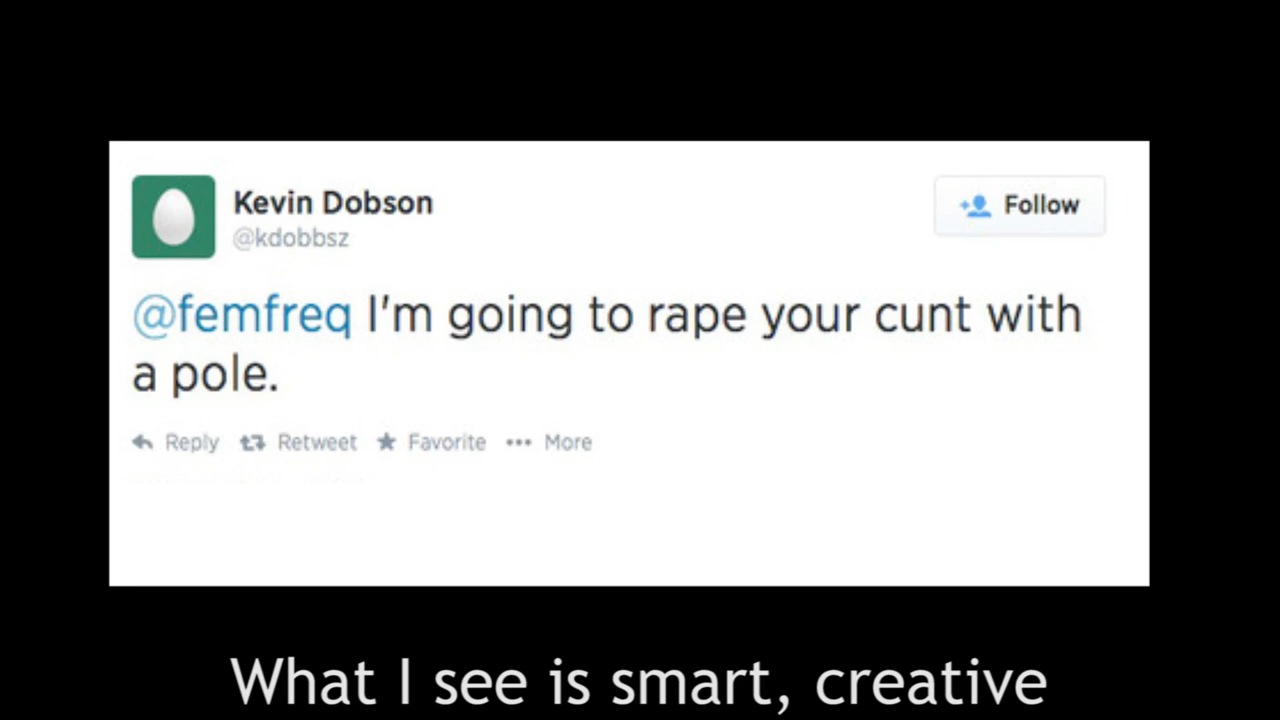 Kevin Dobson
@kdobbsz
Follow
@femfreq I'm going to rape your cunt with
a pole.
Reply Retweet Favorite More
What I see is smart, creative